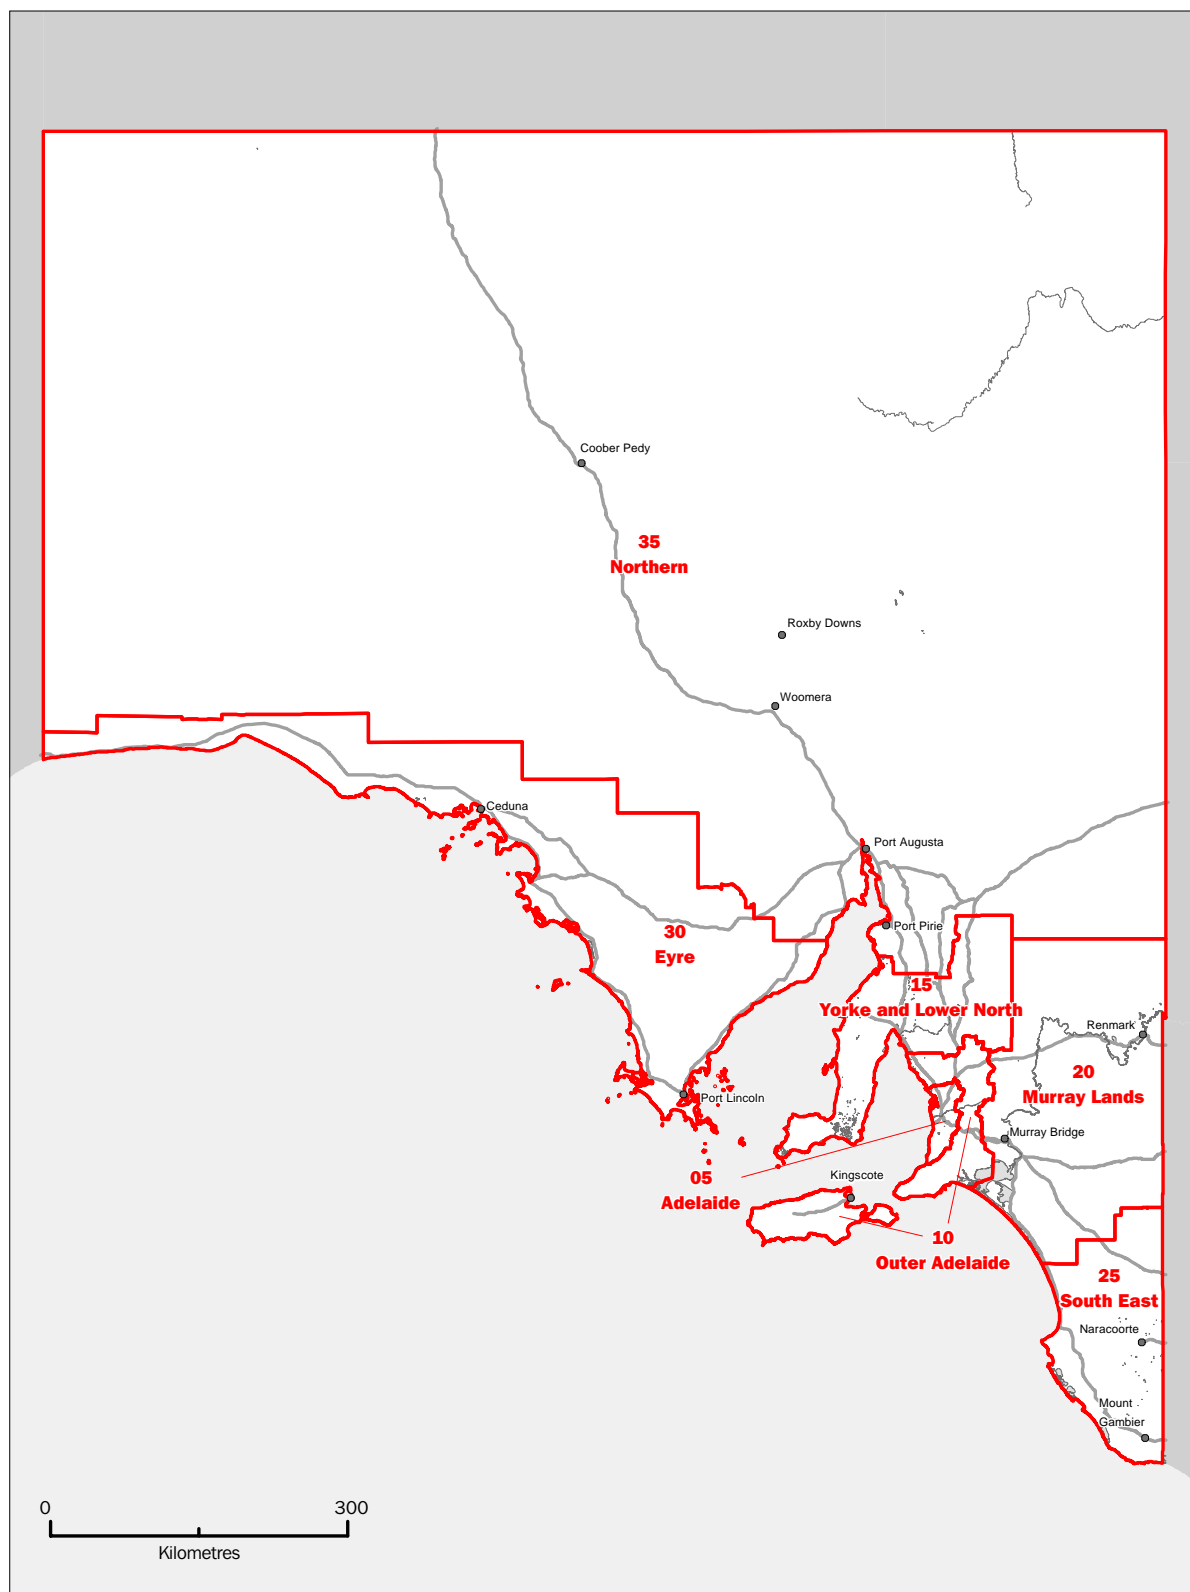 Coober Pedy
35
Northern
Roxby Downs
Woomera
Ceduna
Port Augusta
Port Pirie
30
Eyre
15
Yorke and Lower North
Renmark
20
Murray Lands
Port Lincoln
Murray Bridge
05
Adelaide
Kingscote
10
Outer Adelaide
25
South East
Naracoorte
Mount
Gambier
0 300
Kilometres